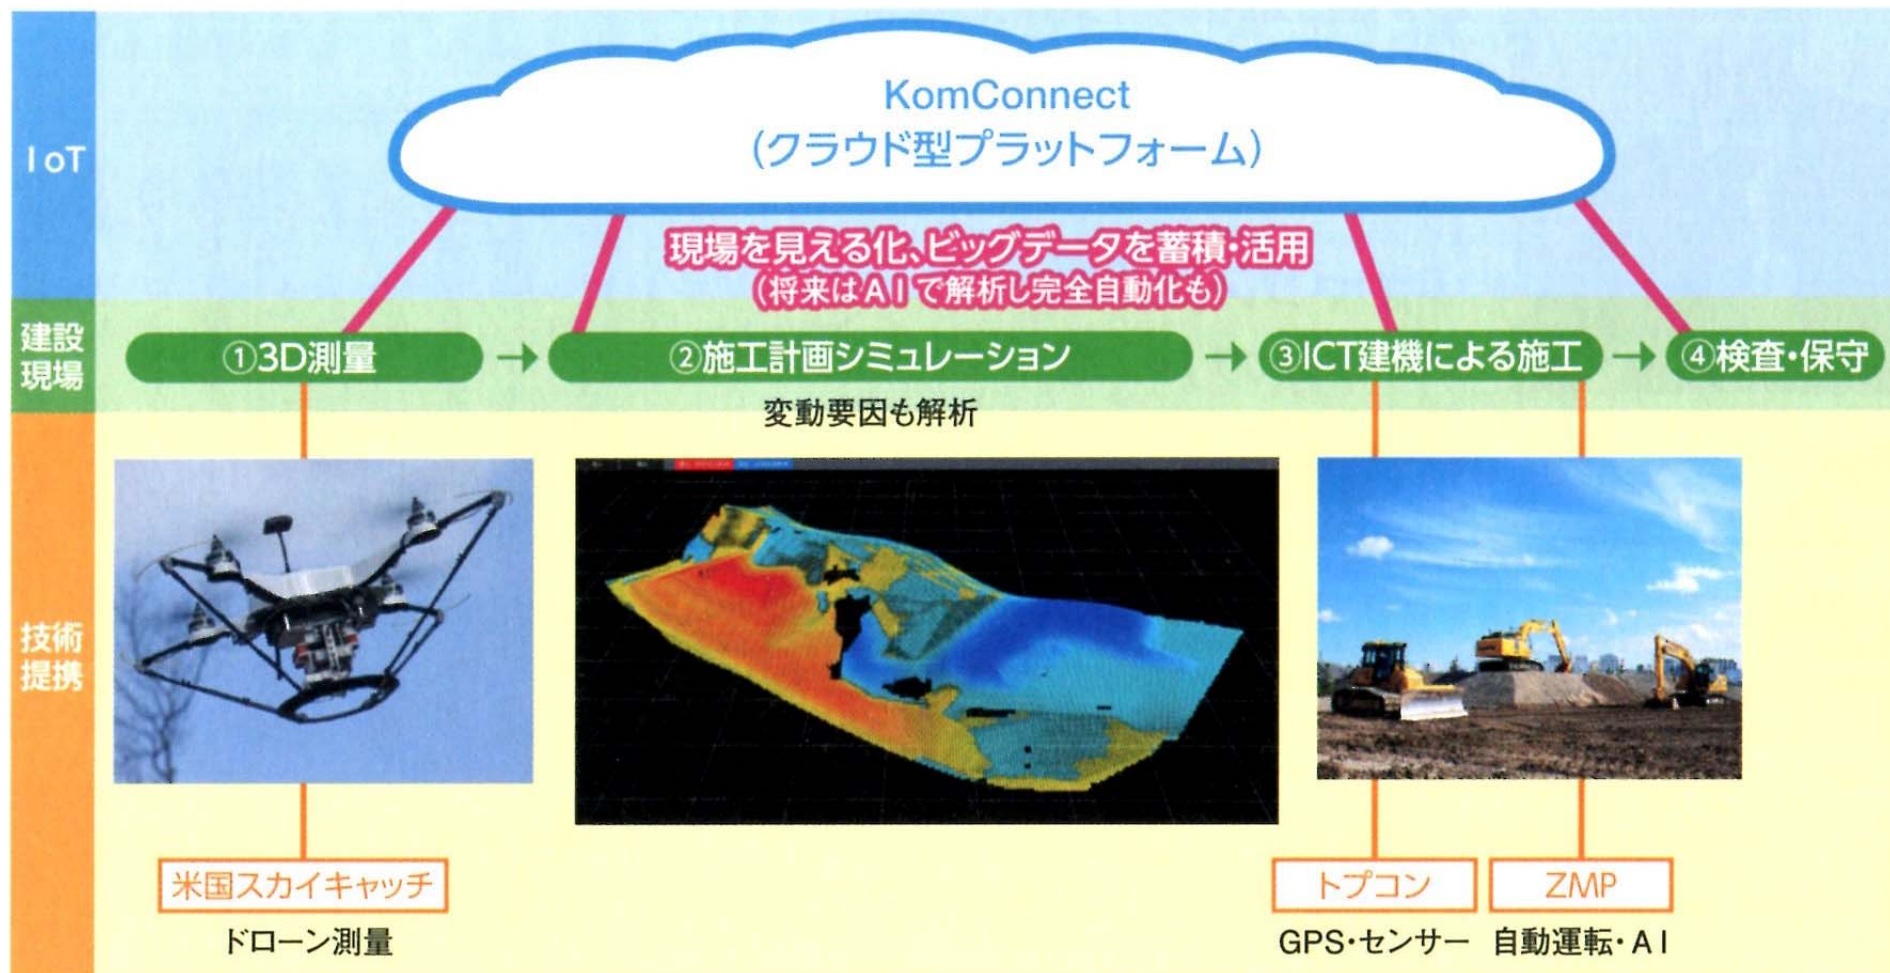 IoT
KomConnect
（クラウド型プラットフォーム）
現場を見える化、ビッグデータを蓄積・活用
（将来はAIで解析し完全自動化も）
建設
現場
①3D測量
②施工計画シミュレーション
③ICT建機による施工
④検査・保守
変動要因も解析
技術
提携
米国スカイキャッチ
ドローン測量
トプコン
GPS・センサー
ZMP
自動運転・AI